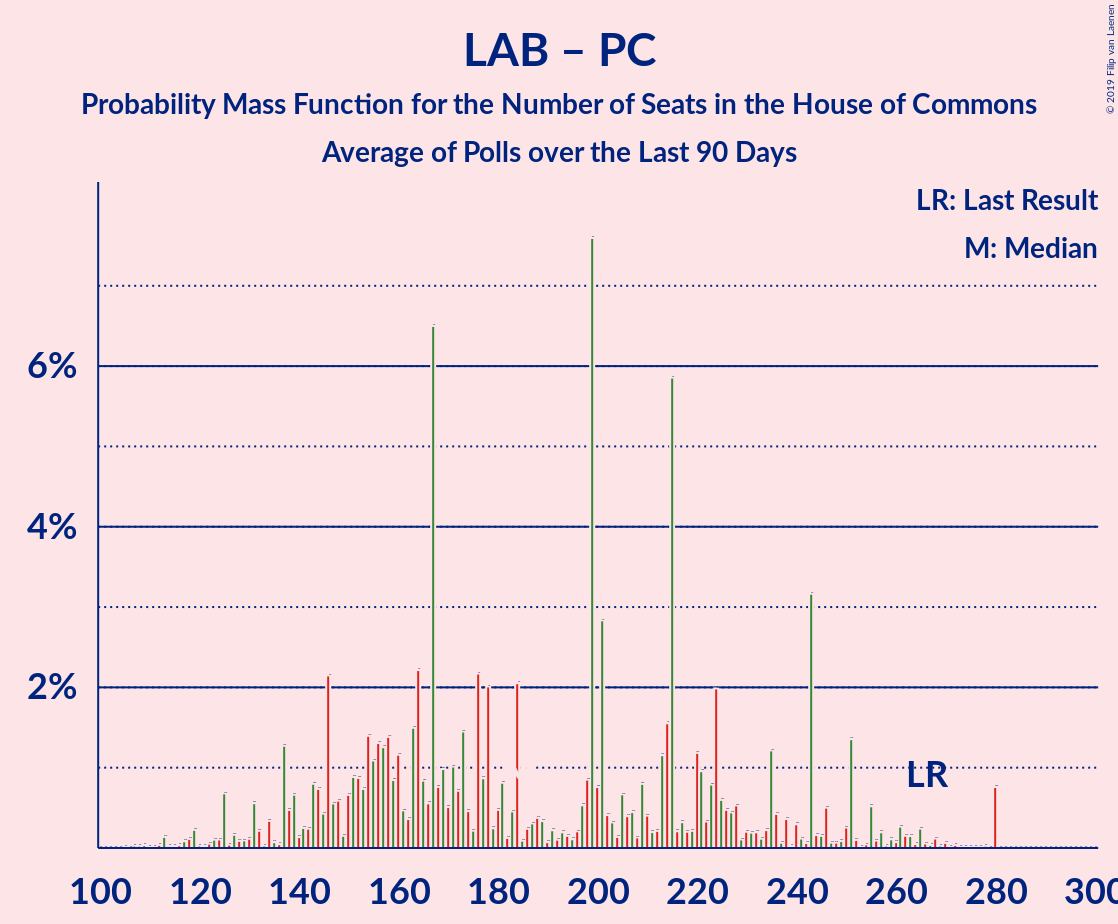 LAB – PC
Probability Mass Function for the Number of Seats in the House of Commons
Average of Polls over the Last 90 Days
© 2019 Filip van Laenen
LR: Last Result
M: Median
6%
4%
2%
LR
100 120 140 160 180 200 220 240 260 280 300